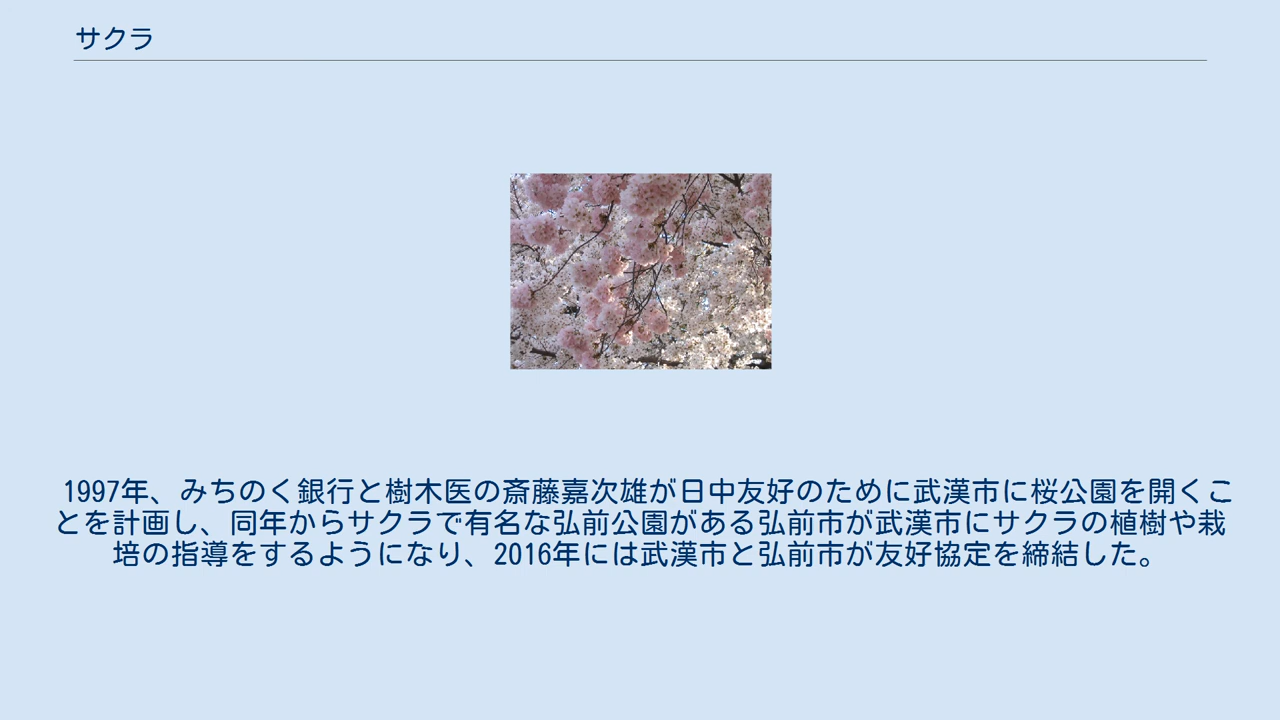 サクラ
1997年、みちのく銀行と樹木医の斎藤嘉次雄が日中友好のために武漢市に桜公園を開くこ
とを計画し、同年からサクラで有名な弘前公園がある弘前市が武漢市にサクラの植樹や栽
培の指導をするようになり、2016年には武漢市と弘前市が友好協定を締結した。